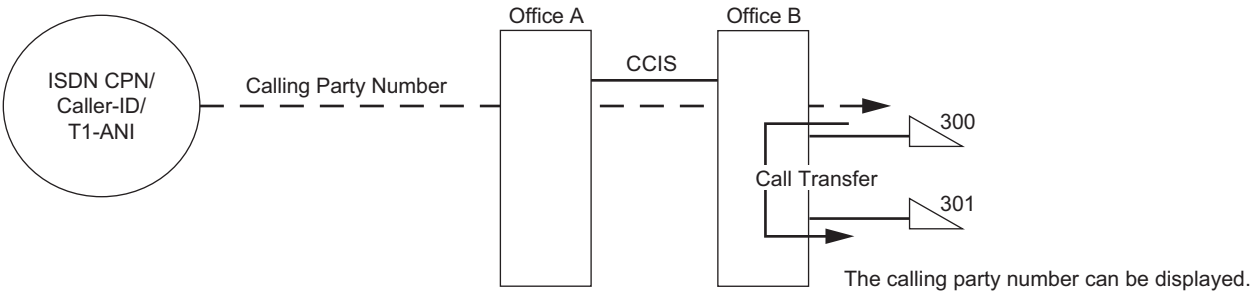 Office A
Office B
ISDN CPN/
Caller-ID/
T1-ANI
Calling Party Number
CCIS
300
Call Transfer
301
The calling party number can be displayed.